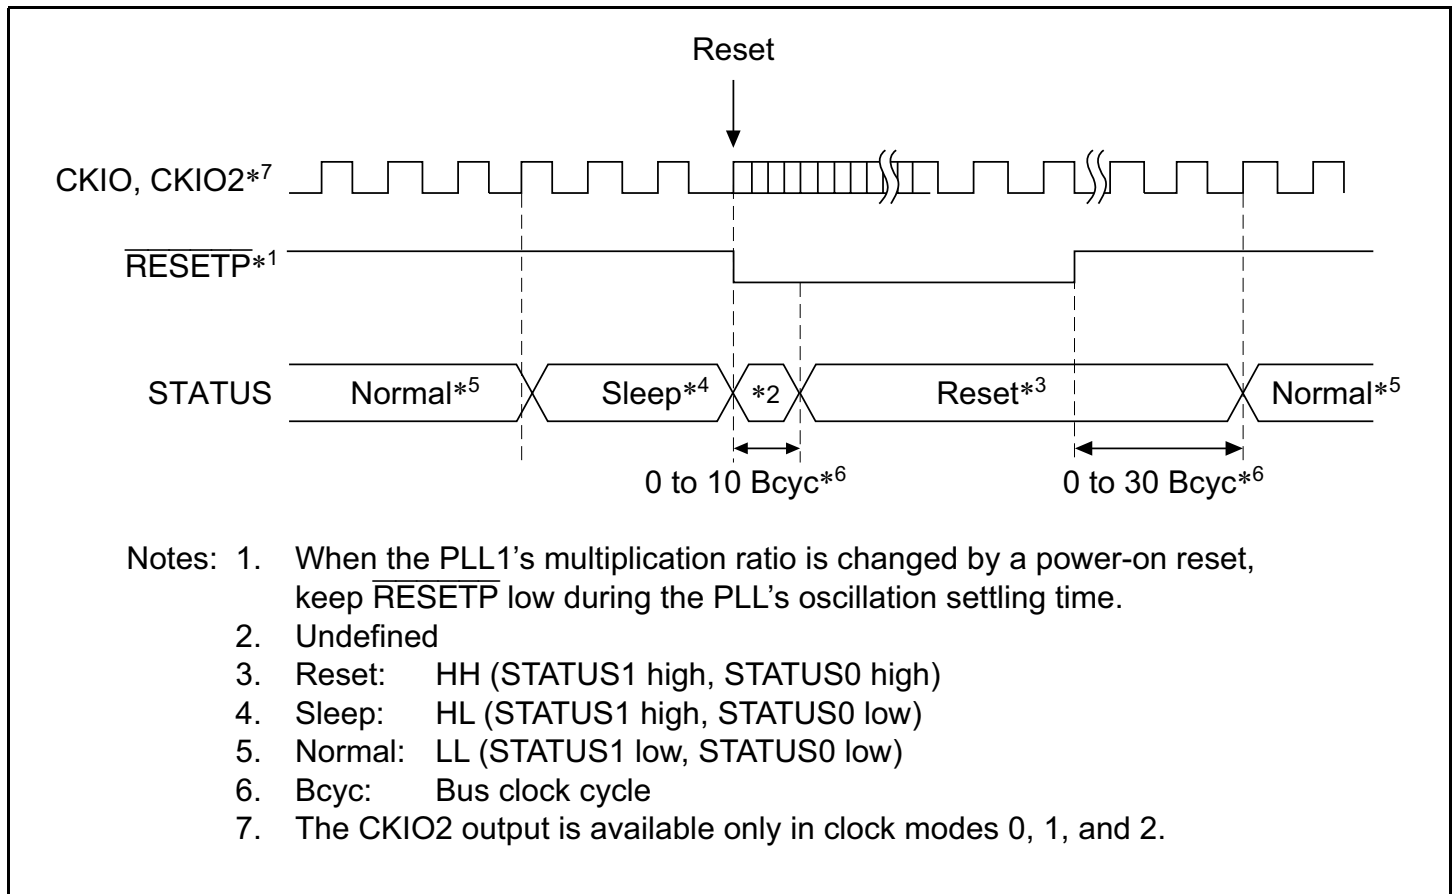 Reset
CKIO, CKIO2*7
RESETP*1
STATUS
Normal*5
Sleep*4
*2
Reset*3
Normal*5
0 to 10 Bcyc*6
0 to 30 Bcyc*6
Notes: 1. When the PLL1’s multiplication ratio is changed by a power-on reset,
keep RESETP low during the PLL’s oscillation settling time.
2. Undefined
3. Reset: HH (STATUS1 high, STATUS0 high)
4. Sleep: HL (STATUS1 high, STATUS0 low)
5. Normal: LL (STATUS1 low, STATUS0 low)
6. Bcyc: Bus clock cycle
7. The CKIO2 output is available only in clock modes 0, 1, and 2.